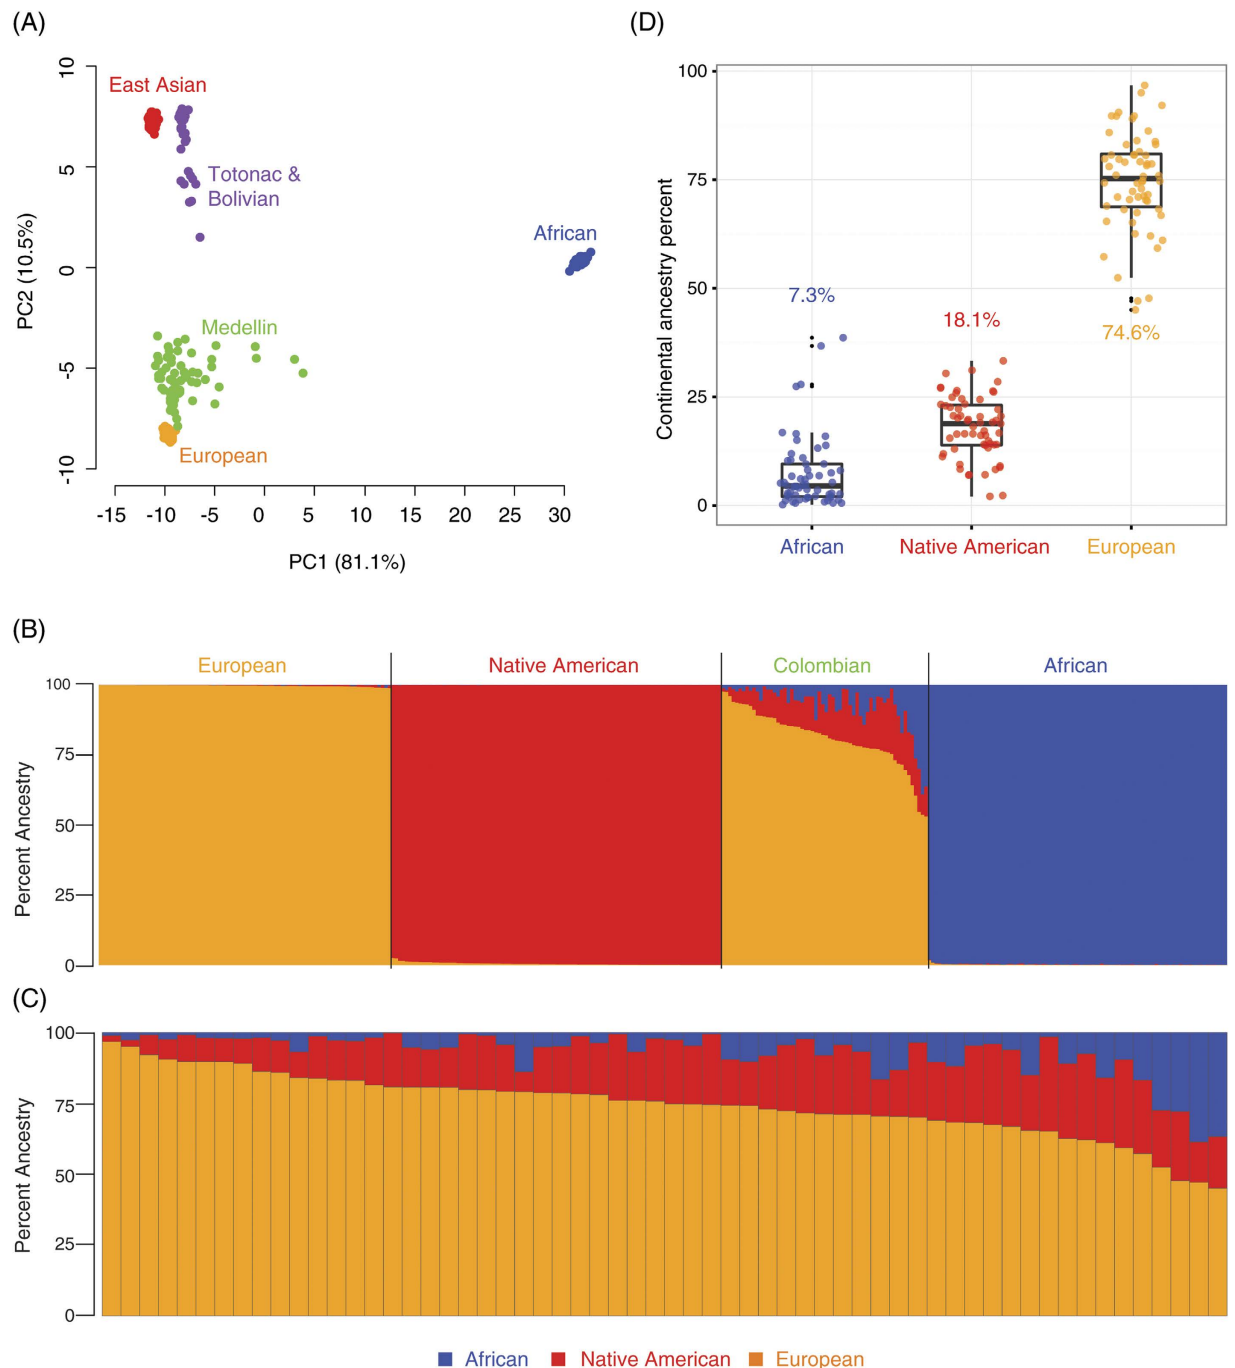 (A)
10
5
0
-5
-10
PC2 (10.5%)
East Asian
Totonac &
Bolivian
African
Medellin
European
-15 -10 -5 0 5 10 15 20 25 30
PC1 (81.1%)
(D)
100
75
50
25
0
Continental ancestry percent
7.3%
18.1%
74.6%
African Native American European
(B)
European Native American Colombian African
100
75
50
25
0
Percent Ancestry
(C)
100
75
50
25
0
Percent Ancestry
African Native American European